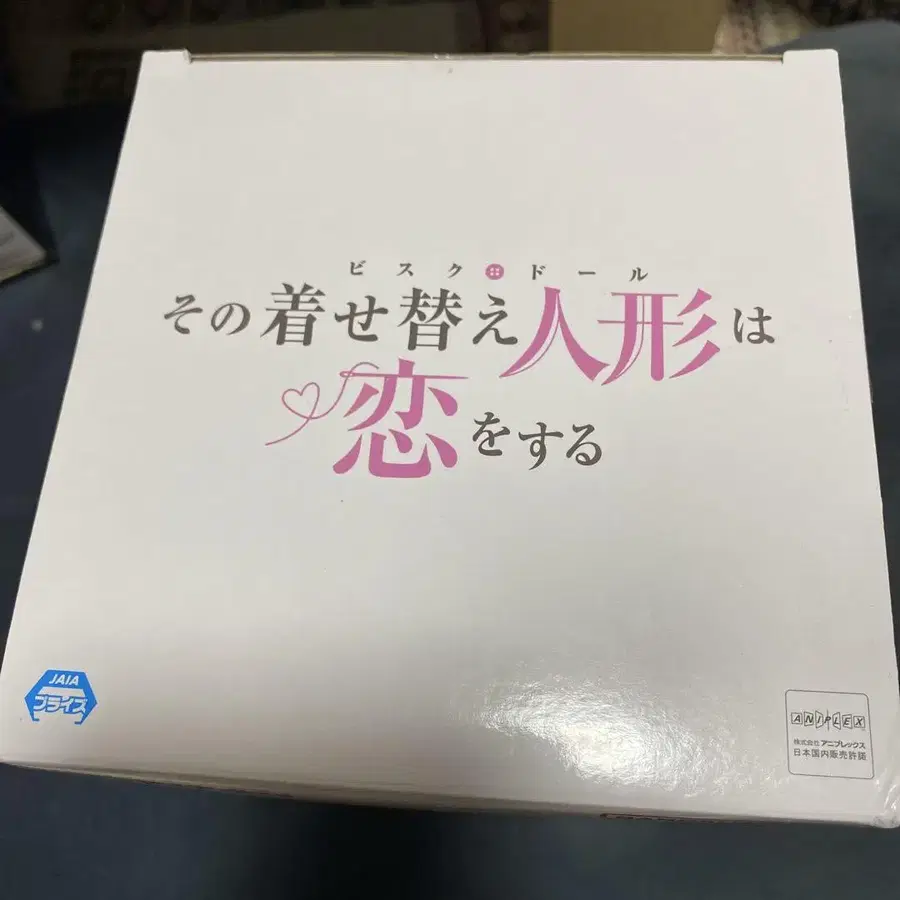 ビスク・ドール
その着せ替え人形は
恋をする
JAIA
プライズ
ANIPLEX
株式会社 アニプレックス
日本国内販売許諾